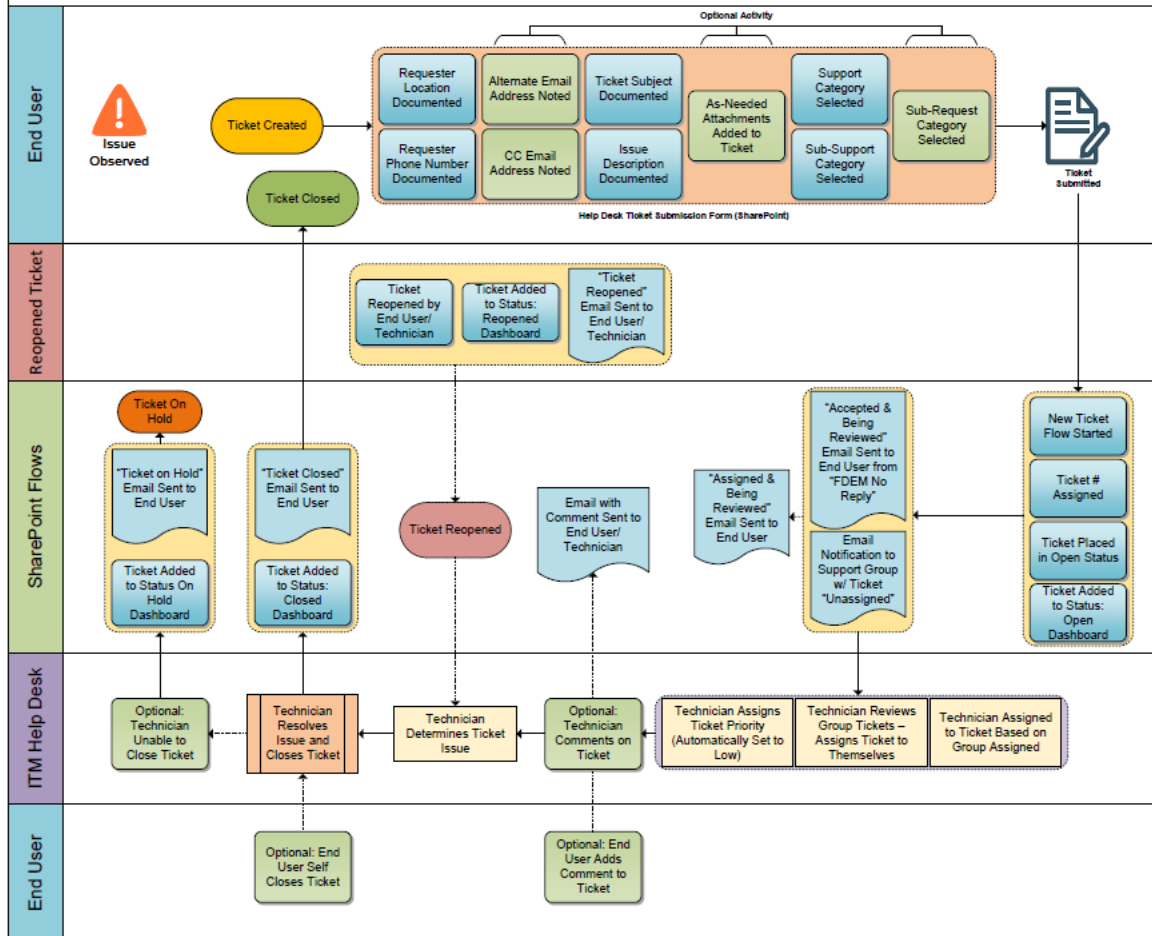 Optional Activity
End User
Issue
Observed
Ticket Created
Requester
Location
Documented
Alternate Email
Address Noted
Ticket Subject
Documented
As-Needed
Attachments
Added to
Ticket
Support
Category
Selected
Sub-Request
Category
Selected
Requester
Phone Number
Documented
CC Email
Address Noted
Issue
Description
Documented
Sub-Support
Category
Selected
Ticket
Submitted
Ticket Closed
Help Desk Ticket Submission Form (SharePoint)
Reopened Ticket
Ticket
Reopened by
End User/
Technician
Ticket Added
to Status:
Reopened
Dashboard
"Ticket
Reopened"
Email Sent to
End User/
Technician
SharePoint Flows
Ticket On
Hold
"Ticket on Hold"
Email Sent to
End User
Ticket Added
to Status On
Hold
Dashboard
"Ticket Closed"
Email Sent to
End User
Ticket Added
to Status:
Closed
Dashboard
Ticket Reopened
Email with
Comment Sent to
End User/
Technician
"Assigned &
Being
Reviewed"
Email Sent to
End User
"Accepted &
Being
Reviewed"
Email Sent to
End User from
"FDEM No
Reply"
Email
Notification to
Support Group
w/ Ticket
"Unassigned"
New Ticket
Flow Started
Ticket #
Assigned
Ticket Placed
in Open Status
Ticket Added
to Status:
Open
Dashboard
ITM Help Desk
Optional:
Technician
Unable to
Close Ticket
Technician
Resolves
Issue and
Closes Ticket
Technician
Determines Ticket
Issue
Optional:
Technician
Comments on
Ticket
Technician Assigns
Ticket Priority
(Automatically Set to
Low)
Technician Reviews
Group Tickets –
Assigns Ticket to
Themselves
Technician Assigned
to Ticket Based on
Group Assigned
End User
Optional: End
User Self
Closes Ticket
Optional: End
User Adds
Comment to
Ticket